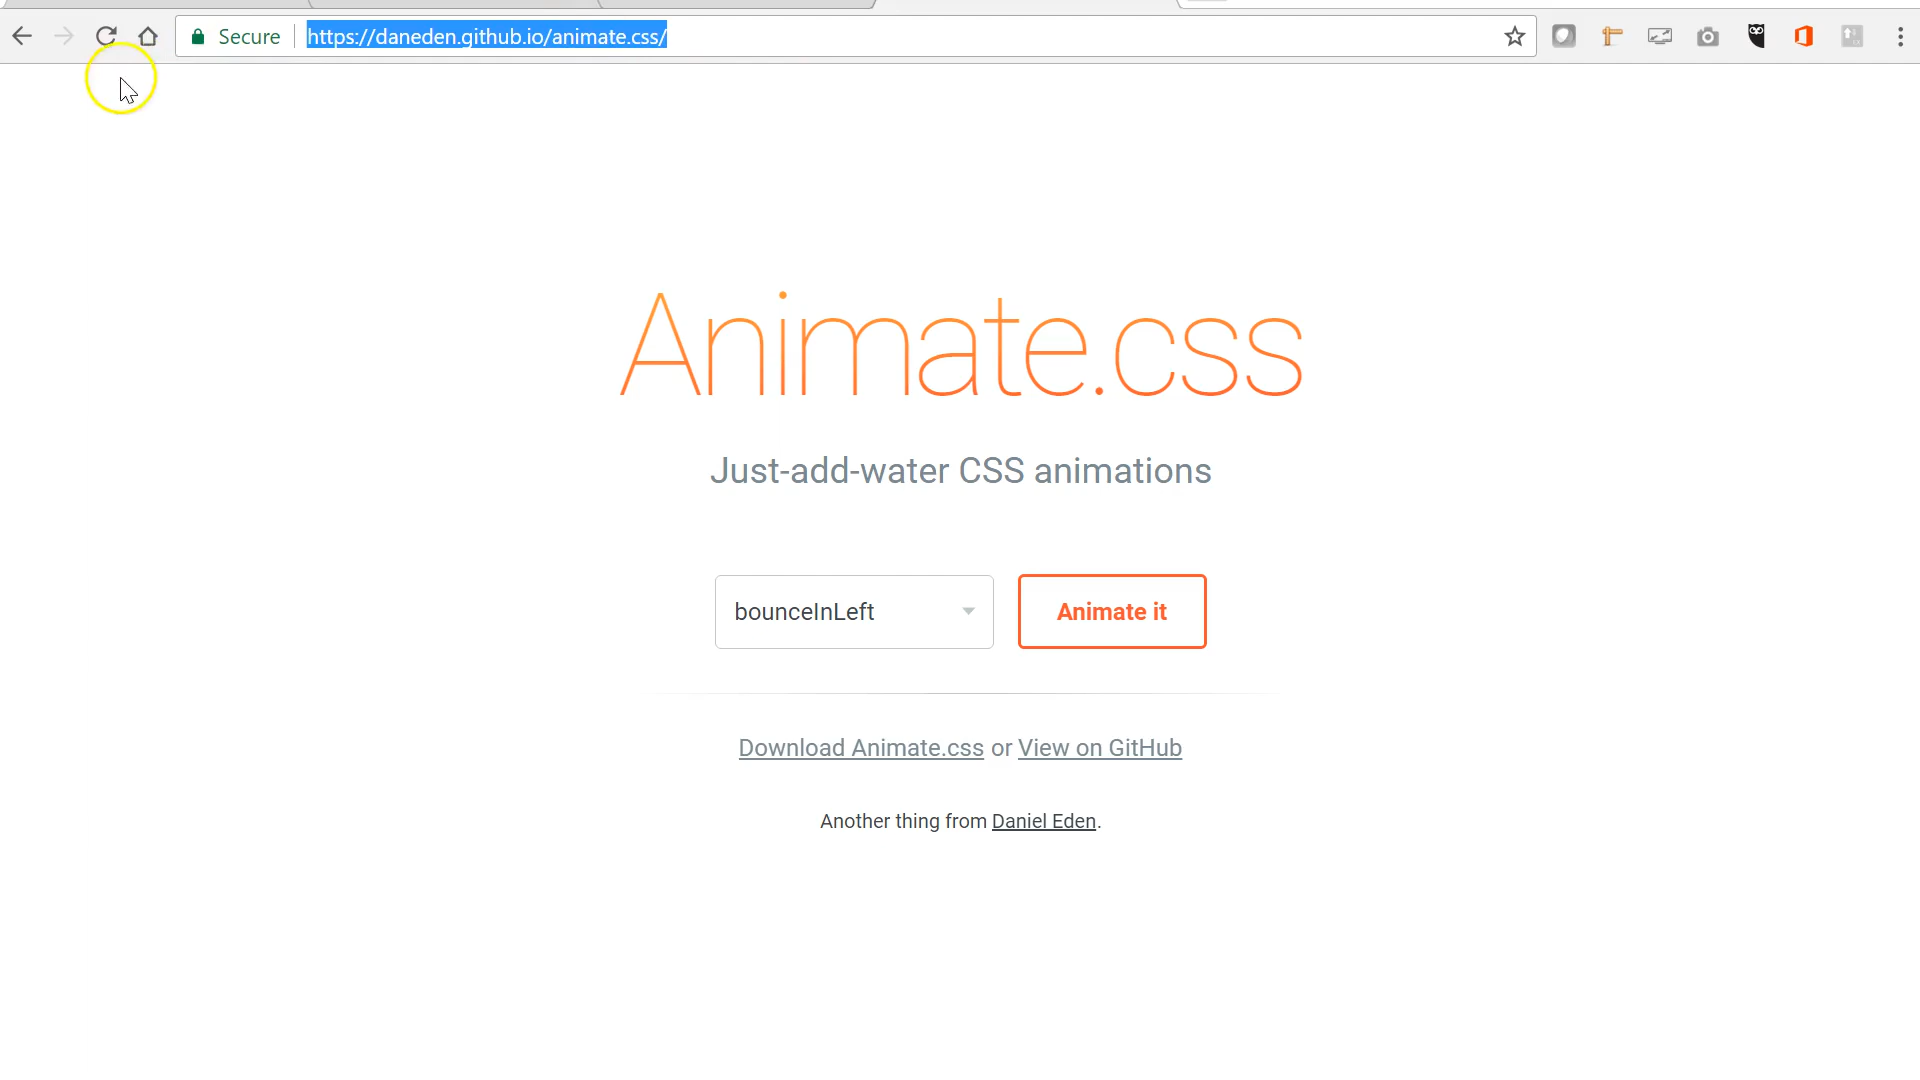 Secure https://daneden.github.io/animate.css/
Animate.css
Just-add-water CSS animations
bounceInLeft
Animate it
Download Animate.css or View on GitHub
Another thing from Daniel Eden.